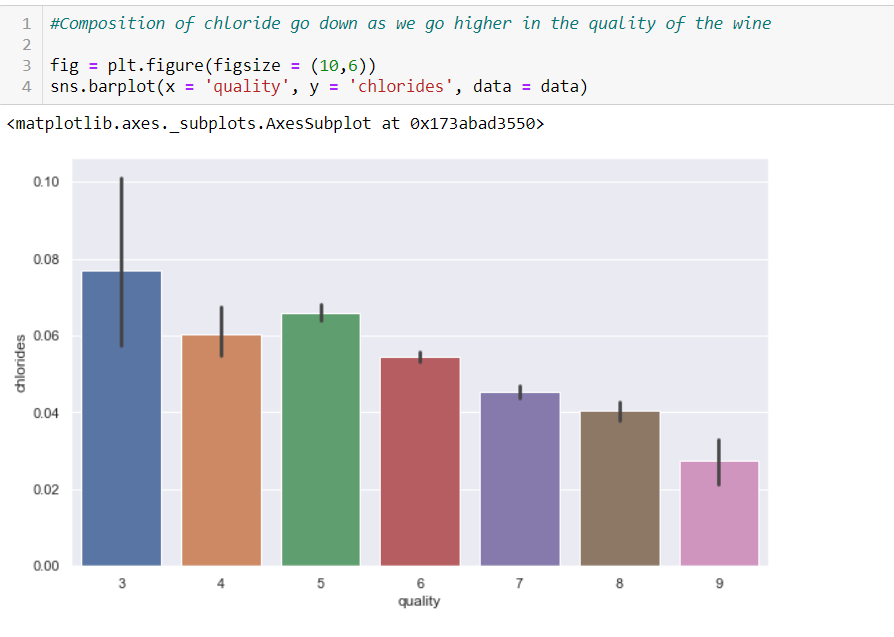 1 #Composition of chloride go down as we go higher in the quality of the wine
2
3 fig = plt.figure(figsize = (10,6))
4 sns.barplot(x = 'quality', y = 'chlorides', data = data)
<matplotlib.axes._subplots.AxesSubplot at 0x173abad3550>
0.10
0.08
0.06
0.04
0.02
0.00
chlorides
3 4 5 6 7 8 9
quality